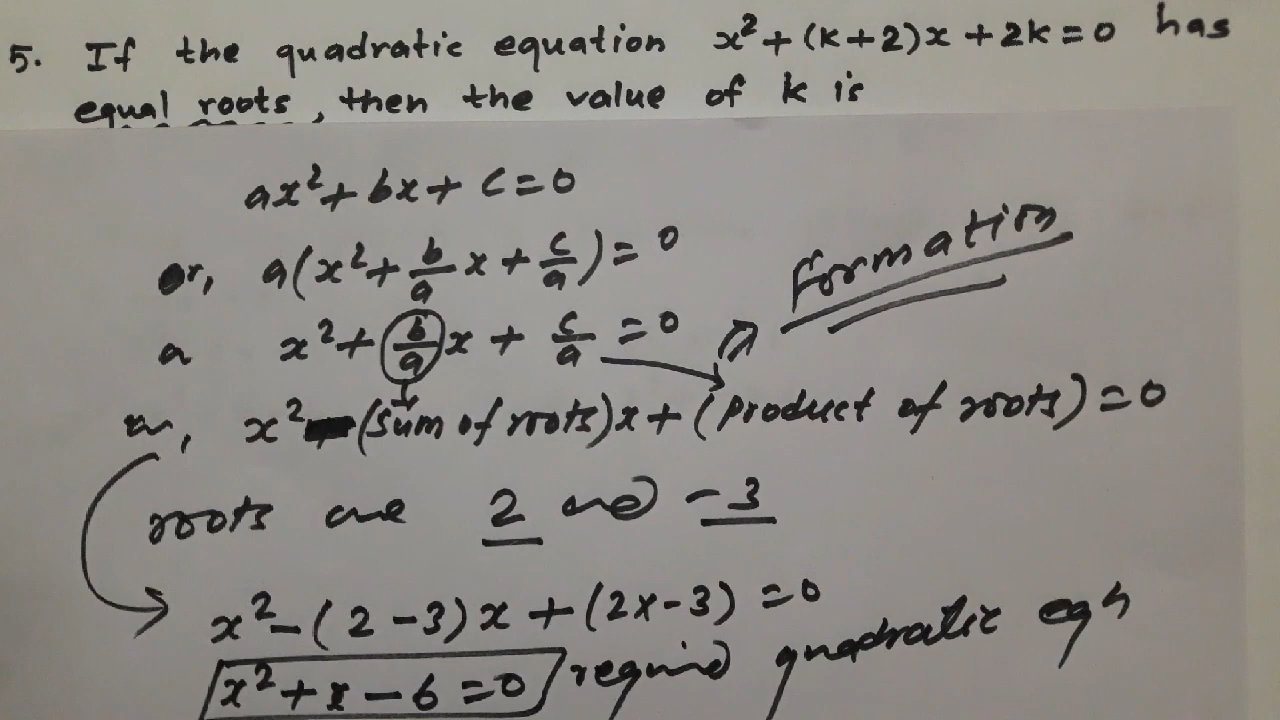 5. If the quadratic equation x²+(k+2)x+2k=0 has
equal roots, then the value of k is
ax²+bx+c=0
or, a(x²+b/a x+c/a)=0
formation
a x²+b/a x+c/a=0
or, x²-(Sum of roots)x+(Product of roots)=0
roots are 2 and -3
x²-(2-3)x+(2x-3)=0
x²+x-6=0 required quadratic eqn